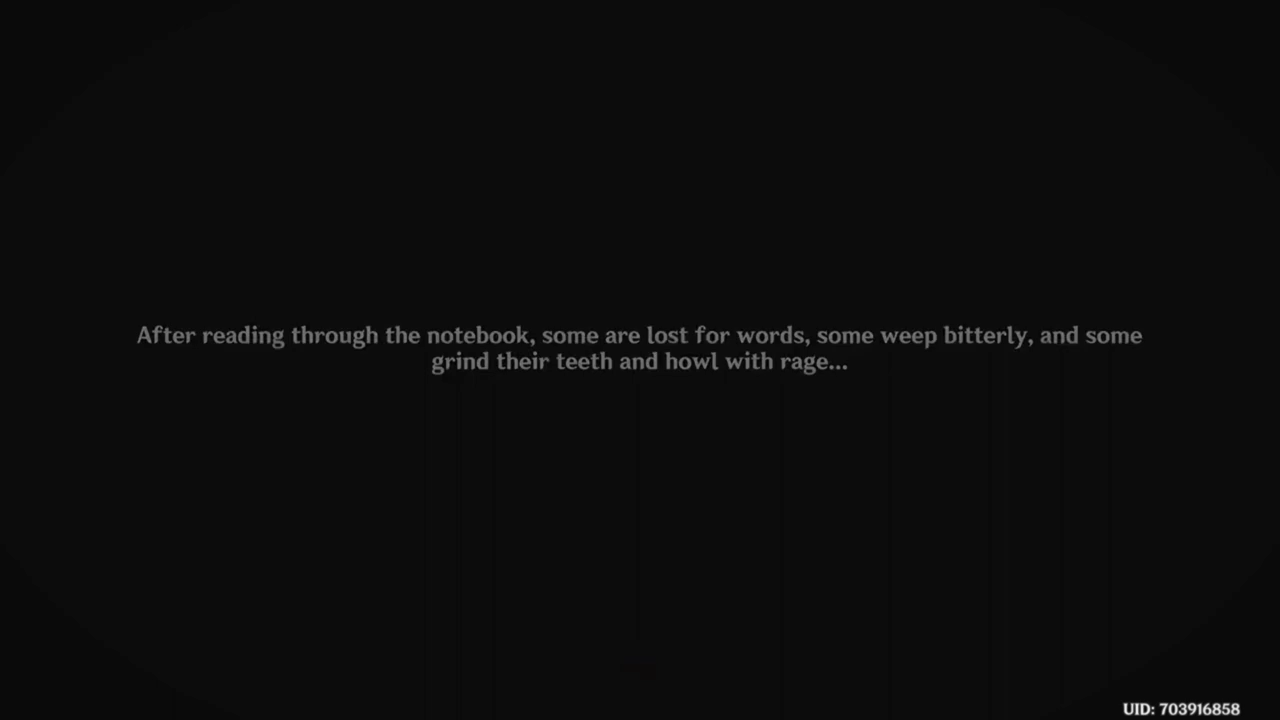 After reading through the notebook, some are lost for words, some weep bitterly, and some
grind their teeth and howl with rage...
UID: 703916858